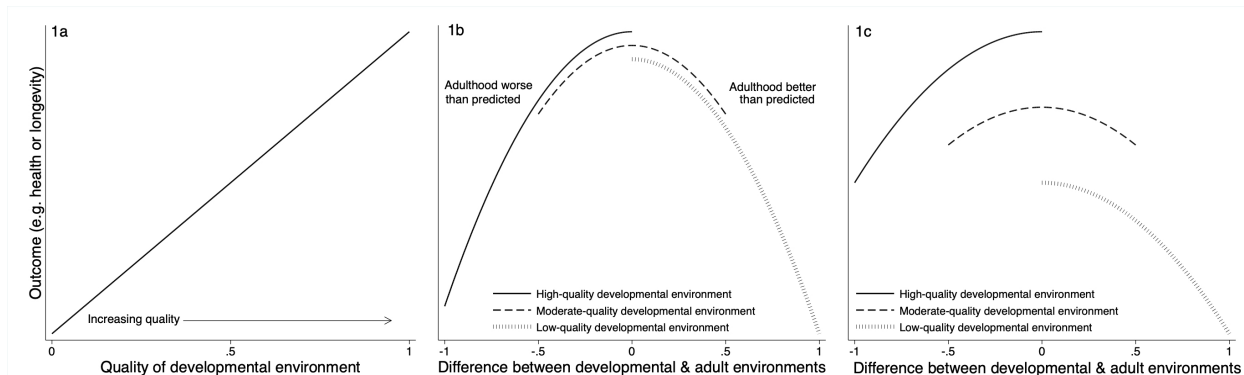 1a
Outcome (e.g. health or longevity)
Increasing quality
0
.5
1
Quality of developmental environment
1b
Adulthood worse
than predicted
Adulthood better
than predicted
High-quality developmental environment
Moderate-quality developmental environment
Low-quality developmental environment
-1
-.5
0
.5
1
Difference between developmental & adult environments
1c
High-quality developmental environment
Moderate-quality developmental environment
Low-quality developmental environment
-1
-.5
0
.5
1
Difference between developmental & adult environments